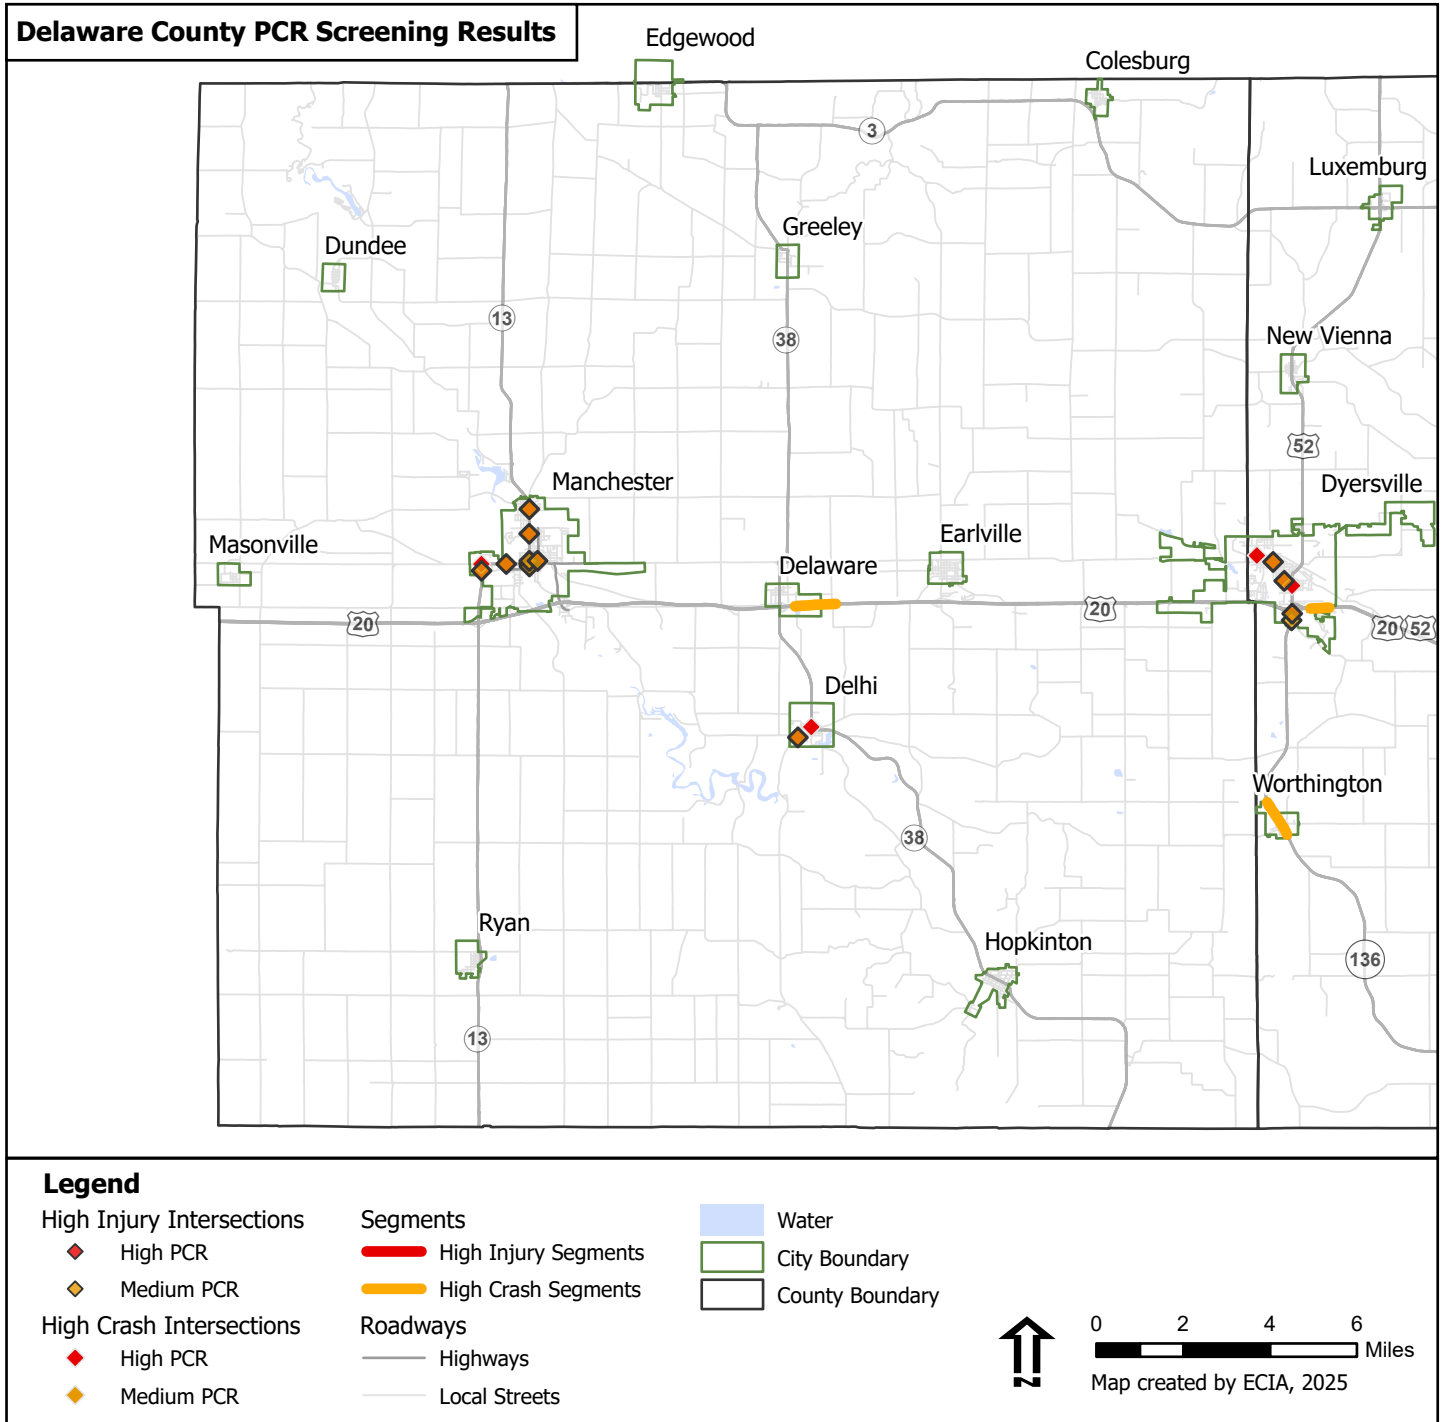 Delaware County PCR Screening Results
Edgewood
Colesburg
3
Luxemburg
Greeley
Dundee
13
38
New Vienna
52
Manchester
Dyersville
Masonville
Earlville
Delaware
20
20
20 52
Delhi
Worthington
38
Ryan
Hopkinton
136
13
Legend
High Injury Intersections
High PCR
Medium PCR
High Crash Intersections
High PCR
Medium PCR
Segments
High Injury Segments
High Crash Segments
Roadways
Highways
Local Streets
Water
City Boundary
County Boundary
N
0 2 4 6
Miles
Map created by ECIA, 2025